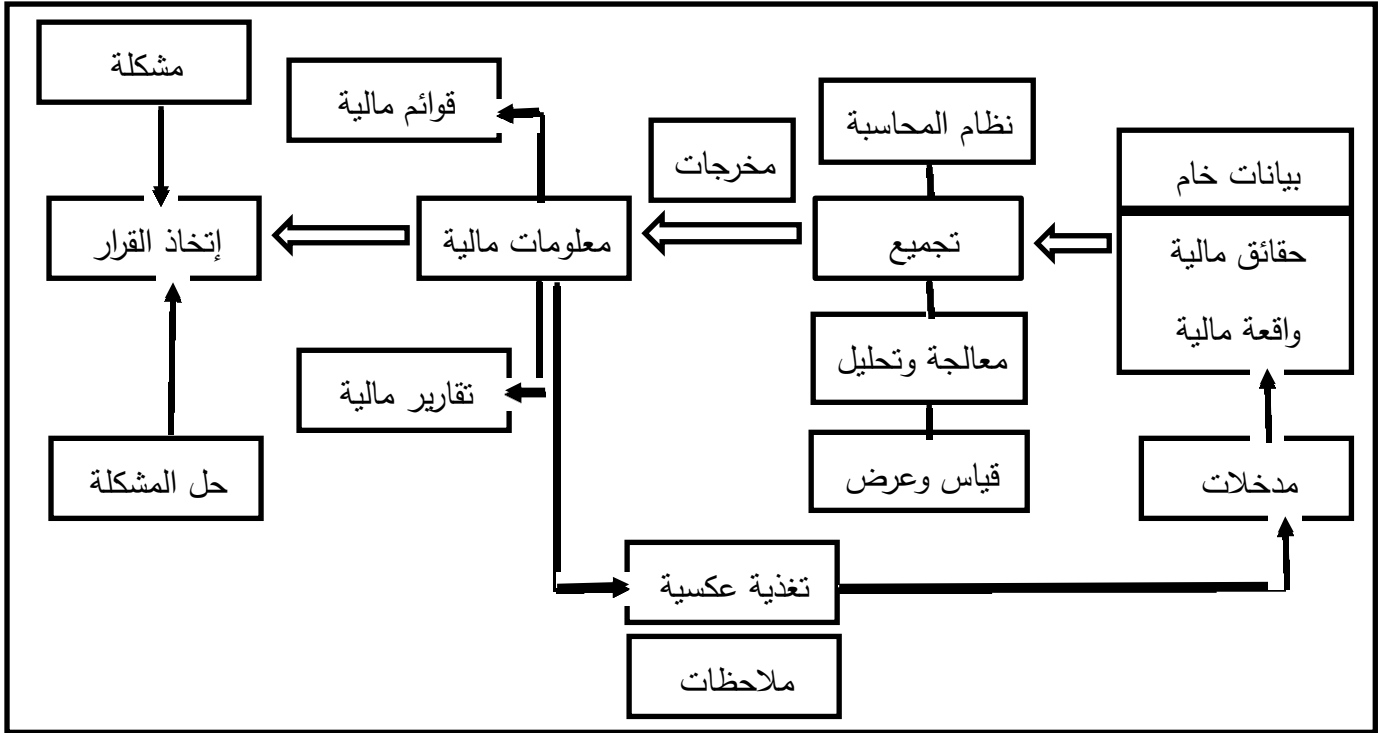 مشكلة
قوائم مالية
نظام المحاسبة
مخرجات
بيانات خام
إتخاذ القرار
معلومات مالية
تجميع
حقائق مالية
واقعة مالية
تقارير مالية
معالجة وتحليل
حل المشكلة
قياس وعرض
مدخلات
تغذية عكسية
ملاحظات